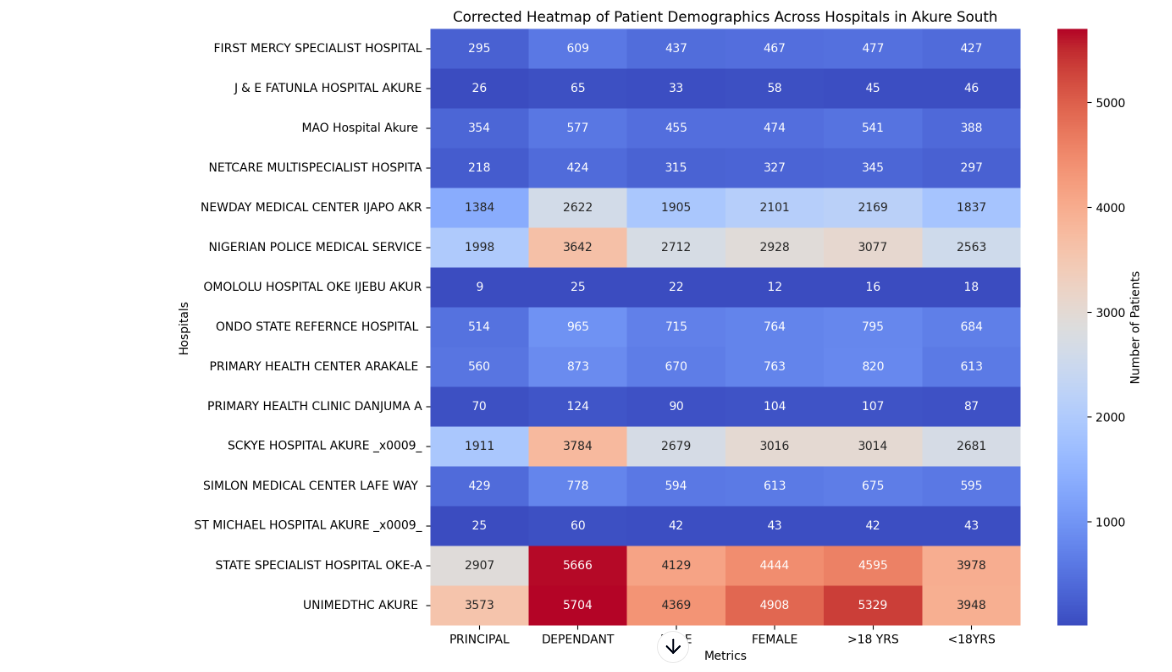 Corrected Heatmap of Patient Demographics Across Hospitals in Akure South
FIRST MERCY SPECIALIST HOSPITAL 295 609 437 467 477 427
J & E FATUNLA HOSPITAL AKURE 26 65 33 58 45 46
MAO Hospital Akure 354 577 455 474 541 388
NETCARE MULTISPECIALIST HOSPITA 218 424 315 327 345 297
NEWDAY MEDICAL CENTER IJAPO AKR 1384 2622 1905 2101 2169 1837
NIGERIAN POLICE MEDICAL SERVICE 1998 3642 2712 2928 3077 2563
OMOLOLU HOSPITAL OKE IJEBU AKUR 9 25 22 12 16 18
ONDO STATE REFERNCE HOSPITAL 514 965 715 764 795 684
PRIMARY HEALTH CENTER ARAKALE 560 873 670 763 820 613
PRIMARY HEALTH CLINIC DANJUMA A 70 124 90 104 107 87
SCKYE HOSPITAL AKURE _x0009_ 1911 3784 2679 3016 3014 2681
SIMLON MEDICAL CENTER LAFE WAY 429 778 594 613 675 595
ST MICHAEL HOSPITAL AKURE _x0009_ 25 60 42 43 42 43
STATE SPECIALIST HOSPITAL OKE-A 2907 5666 4129 4444 4595 3978
UNIMEDTHC AKURE 3573 5704 4369 4908 5329 3948
PRINCIPAL DEPENDANT FEMALE >18 YRS <18YRS
Metrics
Hospitals
5000
4000
3000
2000
1000
Number of Patients